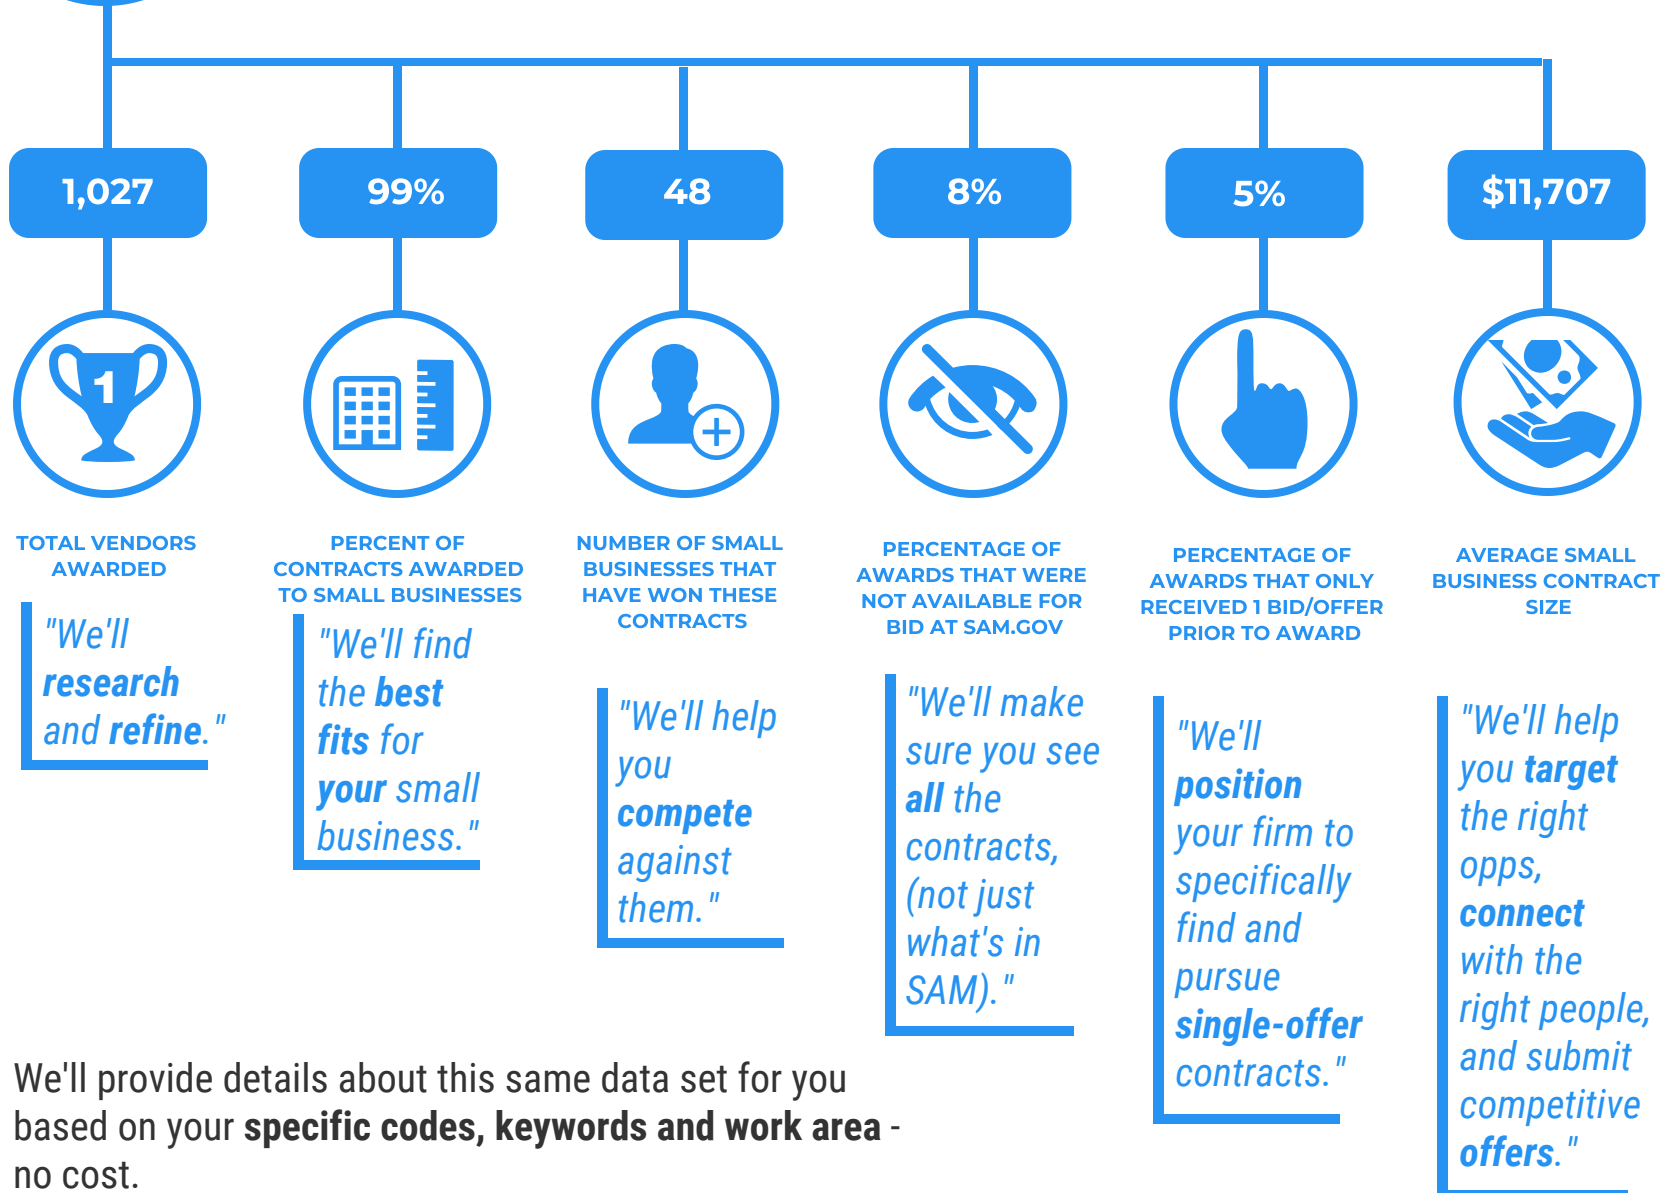 1,027
99%
48
8%
5%
$11,707
1
TOTAL VENDORS
AWARDED
"We'll
research
and refine."
PERCENT OF
CONTRACTS AWARDED
TO SMALL BUSINESSES
"We'll find
the best
fits for
your small
business."
NUMBER OF SMALL
BUSINESSES THAT
HAVE WON THESE
CONTRACTS
"We'll help
you
compete
against
them."
PERCENTAGE OF
AWARDS THAT WERE
NOT AVAILABLE FOR
BID AT SAM.GOV
"We'll make
sure you see
all the
contracts,
(not just
what's in
SAM)."
PERCENTAGE OF
AWARDS THAT ONLY
RECEIVED 1 BID/OFFER
PRIOR TO AWARD
"We'll
position
your firm to
specifically
find and
pursue
single-offer
contracts."
AVERAGE SMALL
BUSINESS CONTRACT
SIZE
"We'll help
you target
the right
opps,
connect
with the
right people,
and submit
competitive
offers."
We'll provide details about this same data set for you
based on your specific codes, keywords and work area -
no cost.